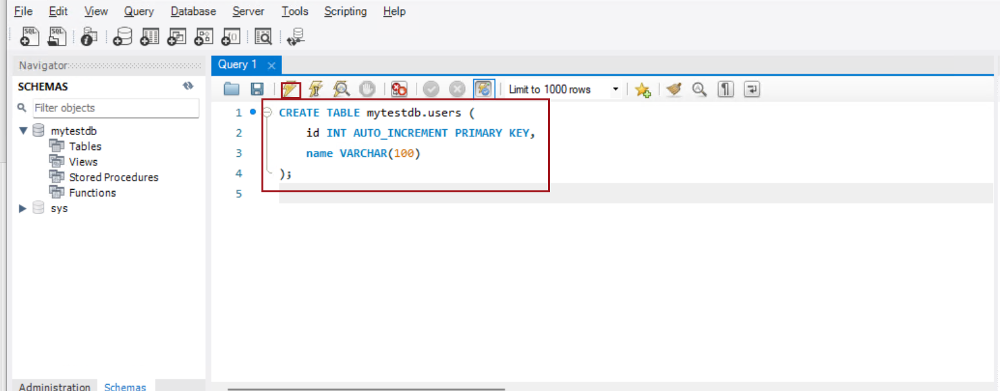 File Edit View Query Database Server Tools Scripting Help
SQL SQL
Navigator
SCHEMAS
Filter objects
mytestdb
Tables
Views
Stored Procedures
Functions
sys
Administration Schemas
Query 1
Limit to 1000 rows
1 CREATE TABLE mytestdb.users (
2 id INT AUTO_INCREMENT PRIMARY KEY,
3 name VARCHAR(100)
4 );
5